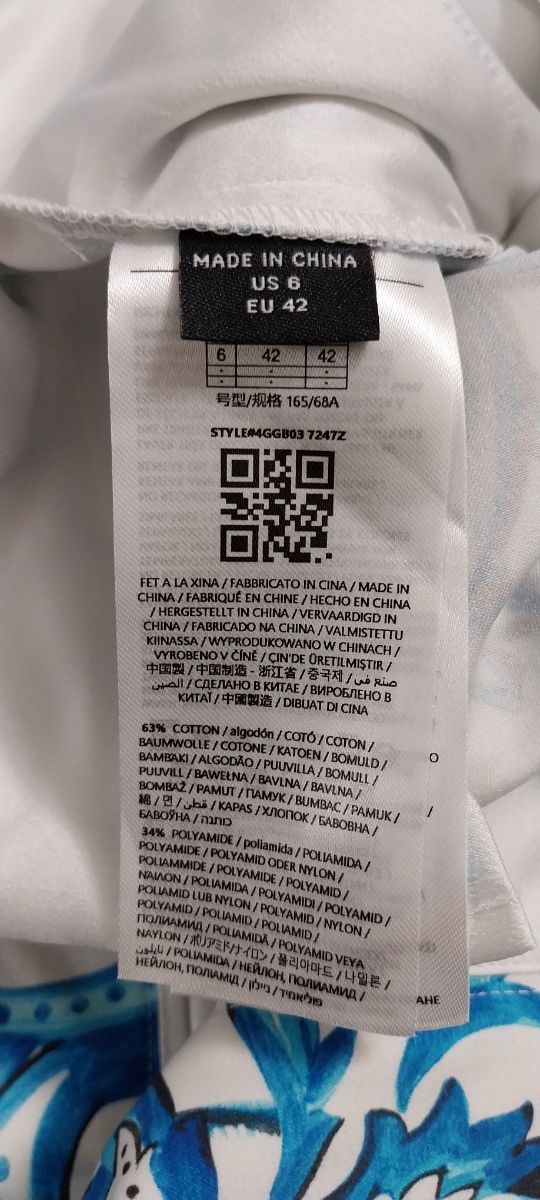 MADE IN CHINA
US 6
EU 42
6 42 42
- - -
- - -
号型/规格 165/68A
STYLE#4GGB03 7247Z
FET A LA XINA / FABBRICATO IN CINA / MADE IN
CHINA / FABRIQUÉ EN CHINE / HECHO EN CHINA
/ HERGESTELLT IN CHINA / VERVAARDIGD IN
CHINA / FABRICADO NA CHINA / VALMISTETTU
KIINASSA / WYPRODUKOWANO W CHINACH /
VYROBENO V ČÍNĚ / ÇIN'DE ÜRETILMIŞTIR /
中国製 / 中国制造 - 浙江省 / 중국제 / صنع فى
الصين / СДЕЛАНО В КИТАЕ / ВИРОБЛЕНО В
КИТАЇ / 中國製造 / DIBUAT DI CINA
63% COTTON / algodón / COTÓ / COTON /
BAUMWOLLE / COTONE / KATOEN / BOMULD /
ΒΑΜΒΑΚΙ / ALGODÃO / PUUVILLA / BOMULL /
PUUVILL / BAWEŁNA / BAVLNA / BAVLNA /
BOMBAŽ / PAMUT / ПАМУК / BUMBAC / PAMUK /
綿 / 면 / قطن / KAPAS / ХЛОПОК / БАВОВНА /
БАВОЎНА / כותנה
34% POLYAMIDE / poliamida / POLIAMIDA /
POLYAMIDE / POLYAMID ODER NYLON /
POLIAMMIDE / POLYAMIDE / POLYAMID /
ΝΑΙΛΟΝ / POLIAMIDA / POLYAMIDI / POLYAMID /
POLIAMID LUB NYLON / POLYAMID / NYLON /
POLYAMID / POLIAMID / POLIAMID /
ПОЛИАМИД / POLIAMIDĂ / POLYAMID VEYA
NAYLON / ポリアミド/ナイロン / 폴리아마드 / 나일론 /
نايلون / POLIAMIDA / НЕЙЛОН, ПОЛИАМИД /
НЕЙЛОН, ПОЛІАМІД / ניילון / פוליאמיד
O
/
AHE